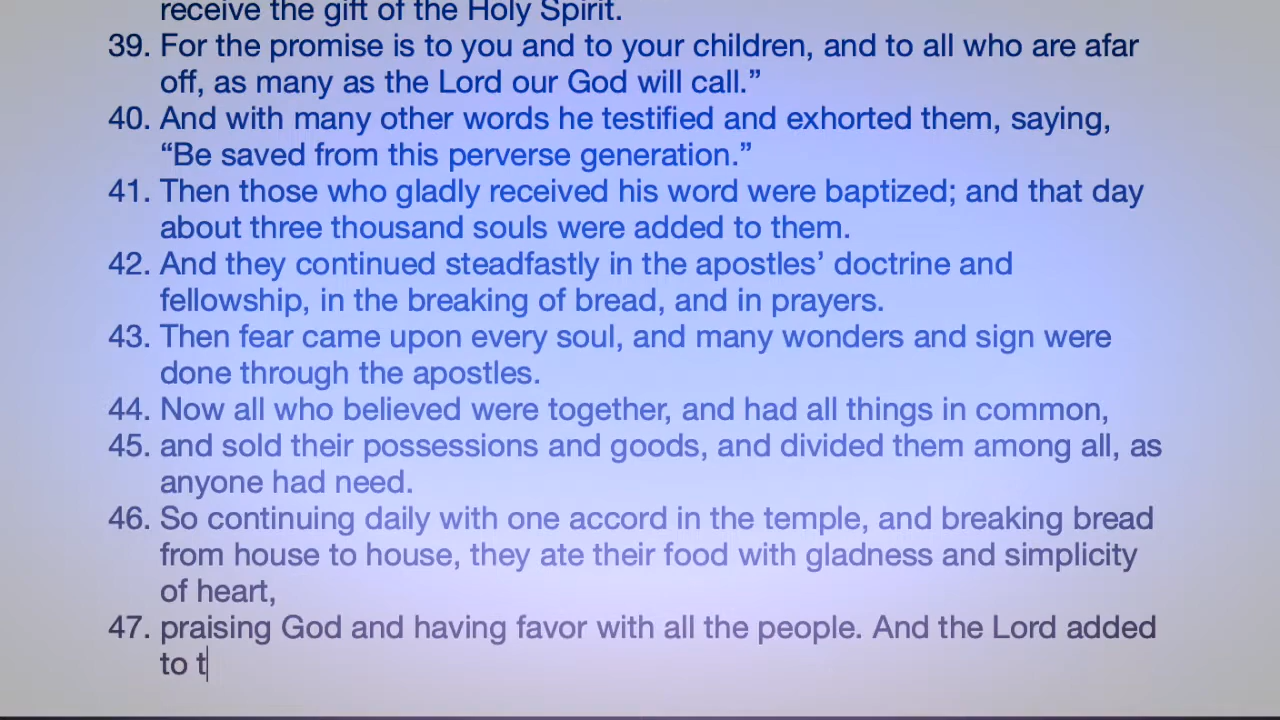 receive the gift of the Holy Spirit.
39. For the promise is to you and to your children, and to all who are afar
off, as many as the Lord our God will call.”
40. And with many other words he testified and exhorted them, saying,
“Be saved from this perverse generation.”
41. Then those who gladly received his word were baptized; and that day
about three thousand souls were added to them.
42. And they continued steadfastly in the apostles’ doctrine and
fellowship, in the breaking of bread, and in prayers.
43. Then fear came upon every soul, and many wonders and sign were
done through the apostles.
44. Now all who believed were together, and had all things in common,
45. and sold their possessions and goods, and divided them among all, as
anyone had need.
46. So continuing daily with one accord in the temple, and breaking bread
from house to house, they ate their food with gladness and simplicity
of heart,
47. praising God and having favor with all the people. And the Lord added
to t